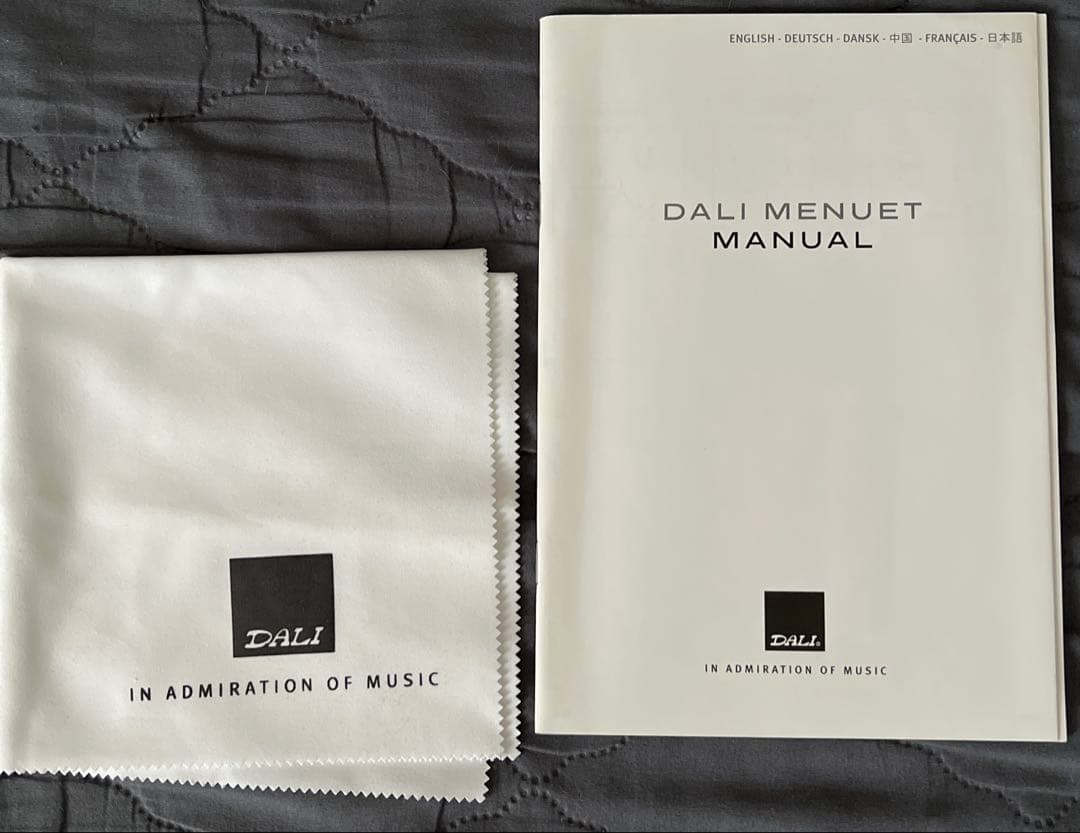 ENGLISH - DEUTSCH - DANSK - 中国 - FRANÇAIS - 日本語
DALI MENUET
MANUAL
DALI
IN ADMIRATION OF MUSIC
DALI®
IN ADMIRATION OF MUSIC